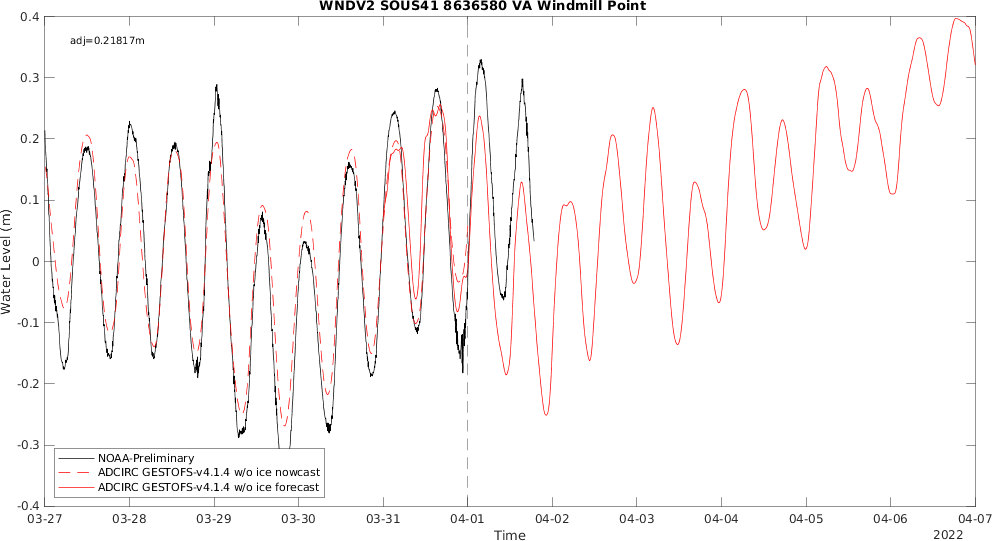 WNDV2 SOUS41 8636580 VA Windmill Point
adj=0.21817m
0.4
0.3
0.2
0.1
0
-0.1
-0.2
-0.3
-0.4
Water Level (m)
NOAA-Preliminary
ADCIRC GESTOFS-v4.1.4 w/o ice nowcast
ADCIRC GESTOFS-v4.1.4 w/o ice forecast
03-27 03-28 03-29 03-30 03-31 04-01 04-02 04-03 04-04 04-05 04-06 04-07
Time
2022